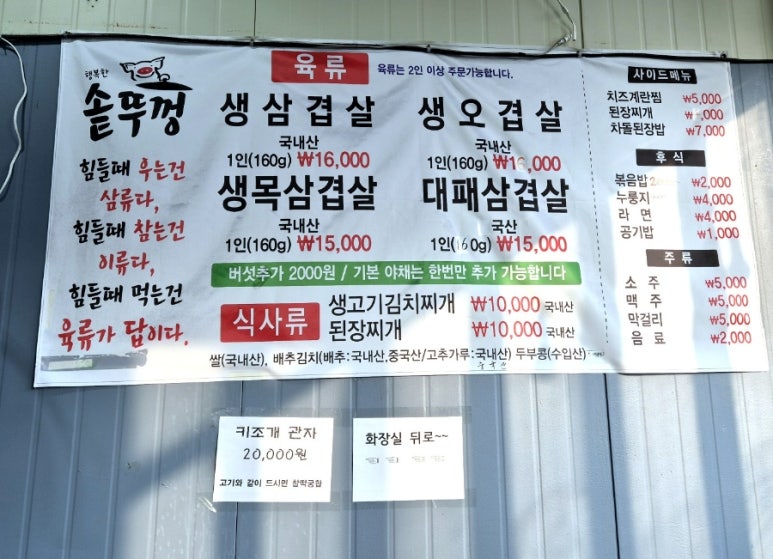 행복한
솥뚜껑
힘들때 우는건
삼류다,
힘들때 참는건
이류다,
힘들때 먹는건
육류가 답이다.
육류 육류는 2인 이상 주문가능합니다.
생삼겹살
국내산
1인(160g) ₩16,000
생오겹살
국내산
1인(160g) ₩16,000
생목삼겹살
국내산
1인(160g) ₩15,000
대패삼겹살
국산
1인(160g) ₩15,000
버섯추가 2000원 / 기본 야채는 한번만 추가 가능합니다
식사류
생고기김치찌개 ₩10,000 국내산
된장찌개 ₩10,000 국내산
쌀(국내산), 배추김치(배추:국내산,중국산/고추가루:국내산) 두부콩(수입산)
사이드메뉴
치즈계란찜 ₩5,000
된장찌개
차돌된장밥 ₩7,000
후식
볶음밥 ₩2,000
누룽지 ₩4,000
라면 ₩4,000
공기밥 ₩1,000
주류
소주 ₩5,000
맥주 ₩5,000
막걸리 ₩5,000
음료 ₩2,000
키조개 관자
20,000원
고기와 같이 드시면 찰떡궁합
화장실 뒤로~~
☜ ☜ ☜ ☜